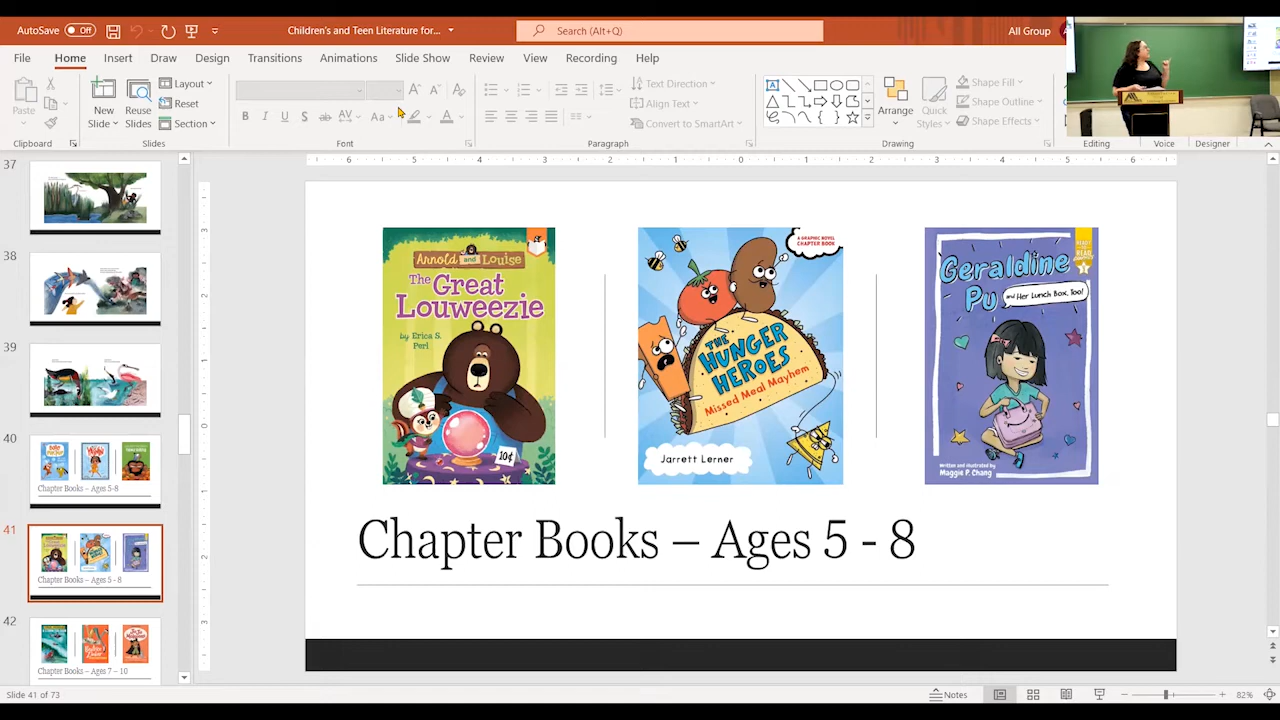 AutoSave Off
Children's and Teen Literature for...
Search (Alt+Q)
All Group
File Home Insert Draw Design Transitions Animations Slide Show Review View Recording Help
Paste
Clipboard
New Slide
Reuse Slides
Layout
Reset
Section
Slides
Font
Text Direction
Align Text
Convert to SmartArt
Paragraph
Arrange
Quick Styles
Shape Fill
Shape Outline
Shape Effects
Drawing
Editing
Voice
Designer
37
38
39
40
Chapter Books – Ages 5-8
41
Chapter Books – Ages 5 - 8
42
Chapter Books – Ages 7 – 10
Arnold and Louise
The Great
Louweezie
by Erica S.
Perl
10¢
A GRAPHIC NOVEL
CHAPTER BOOK
THE
HUNGER
HEROES
Missed Meal Mayhem
Jarrett Lerner
READY-TO-READ
Geraldine
Pu
and Her Lunch Box, Too!
Written and illustrated by
Maggie P. Chang
Chapter Books – Ages 5 - 8
Slide 41 of 73
Notes
82%